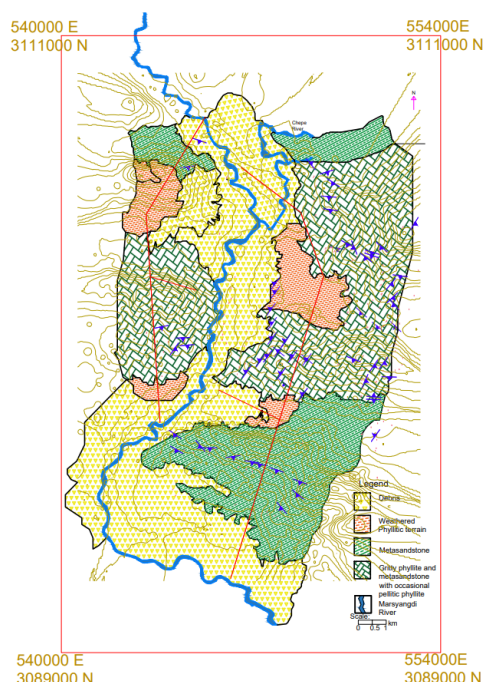 540000 E
3111000 N
554000E
3111000 N
N
Chepe
River
Legend
Debris
Weathered
Phyllitic terrain
Metasandstone
Gritty phyllite and
metasandstone
with occasional
pellitic phyllite
Marsyangdi
River
Scale:
0 0.5 1 km
540000 E
3089000 N
554000E
3089000 N